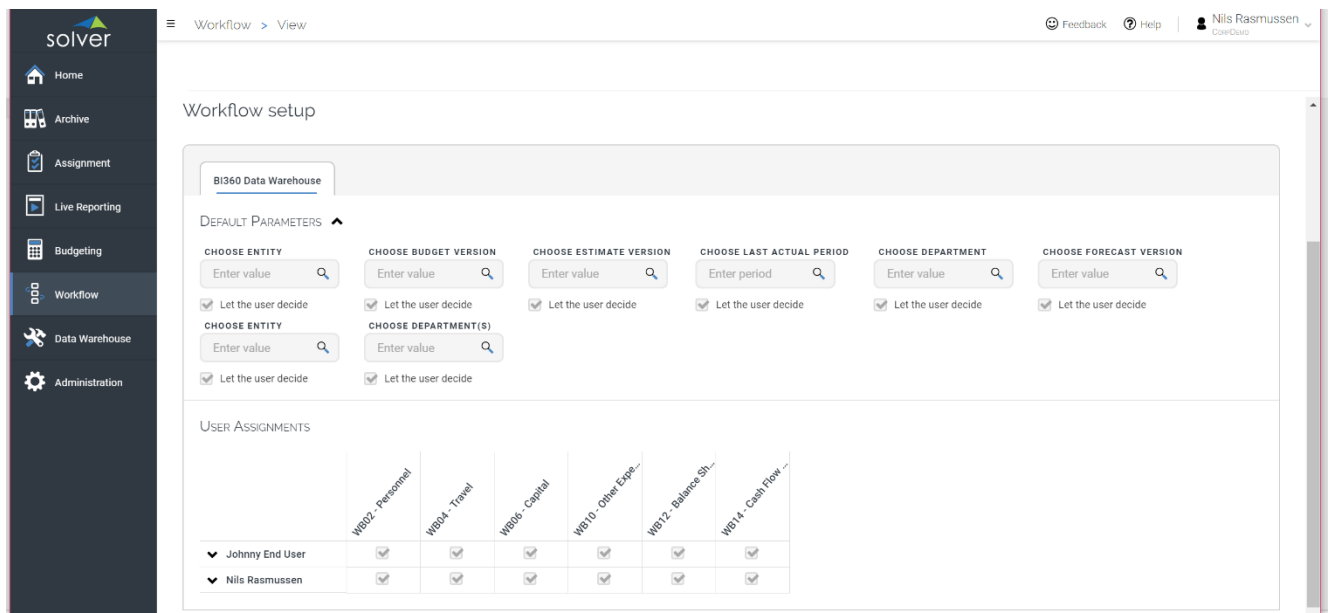 solver
Workflow > View
Feedback
Help
Nils Rasmussen
CorpDemo
Home
Archive
Assignment
Live Reporting
Budgeting
Workflow
Data Warehouse
Administration
Workflow setup
BI360 Data Warehouse
DEFAULT PARAMETERS
CHOOSE ENTITY CHOOSE BUDGET VERSION CHOOSE ESTIMATE VERSION CHOOSE LAST ACTUAL PERIOD CHOOSE DEPARTMENT CHOOSE FORECAST VERSION
Enter value Enter value Enter value Enter period Enter value Enter value
Let the user decide Let the user decide Let the user decide Let the user decide Let the user decide Let the user decide
CHOOSE ENTITY CHOOSE DEPARTMENT(S)
Enter value Enter value
Let the user decide Let the user decide
USER ASSIGNMENTS
WB02 - Personnel
WB04 - Travel
WB06 - Capital
WB10 - Other Expe...
WB12 - Balance Sh...
WB14 - Cash Flow ...
Johnny End User
Nils Rasmussen